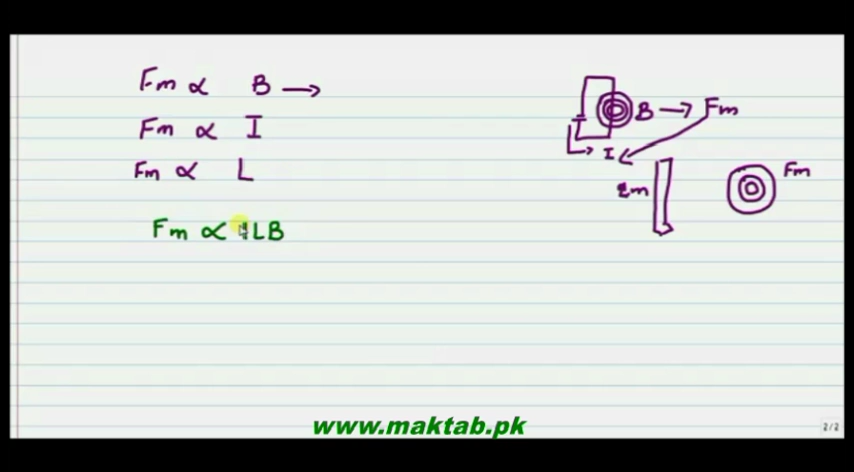 Fm ∝ B →
Fm ∝ I
Fm ∝ L
Fm ∝ ILB
B → Fm
I
m
Fm
www.maktab.pk
2/2